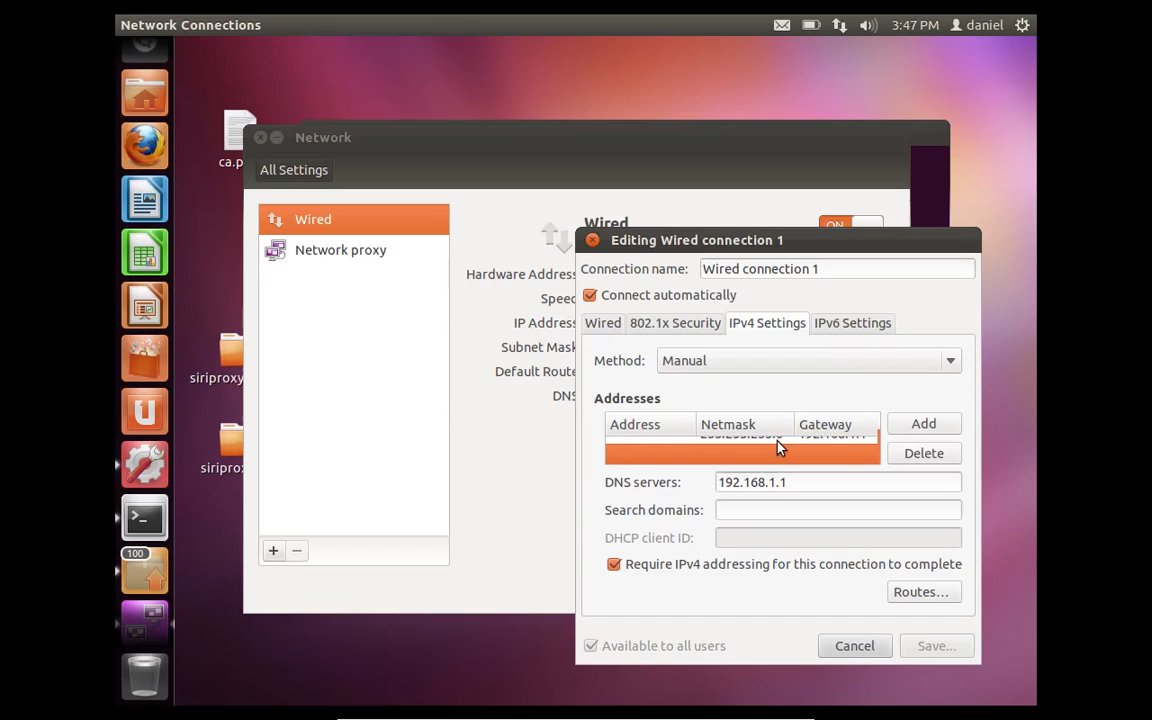 Network Connections
3:47 PM daniel
ca.p
Network
All Settings
Wired
Network proxy
Wired
ON
Hardware Address
Speed
IP Address
Subnet Mask
Default Route
DNS
siriproxy
sirip
100
Editing Wired connection 1
Connection name: Wired connection 1
Connect automatically
Wired 802.1x Security IPv4 Settings IPv6 Settings
Method: Manual
Addresses
Address Netmask Gateway Add
Delete
DNS servers: 192.168.1.1
Search domains:
DHCP client ID:
Require IPv4 addressing for this connection to complete
Routes...
Available to all users Cancel Save...